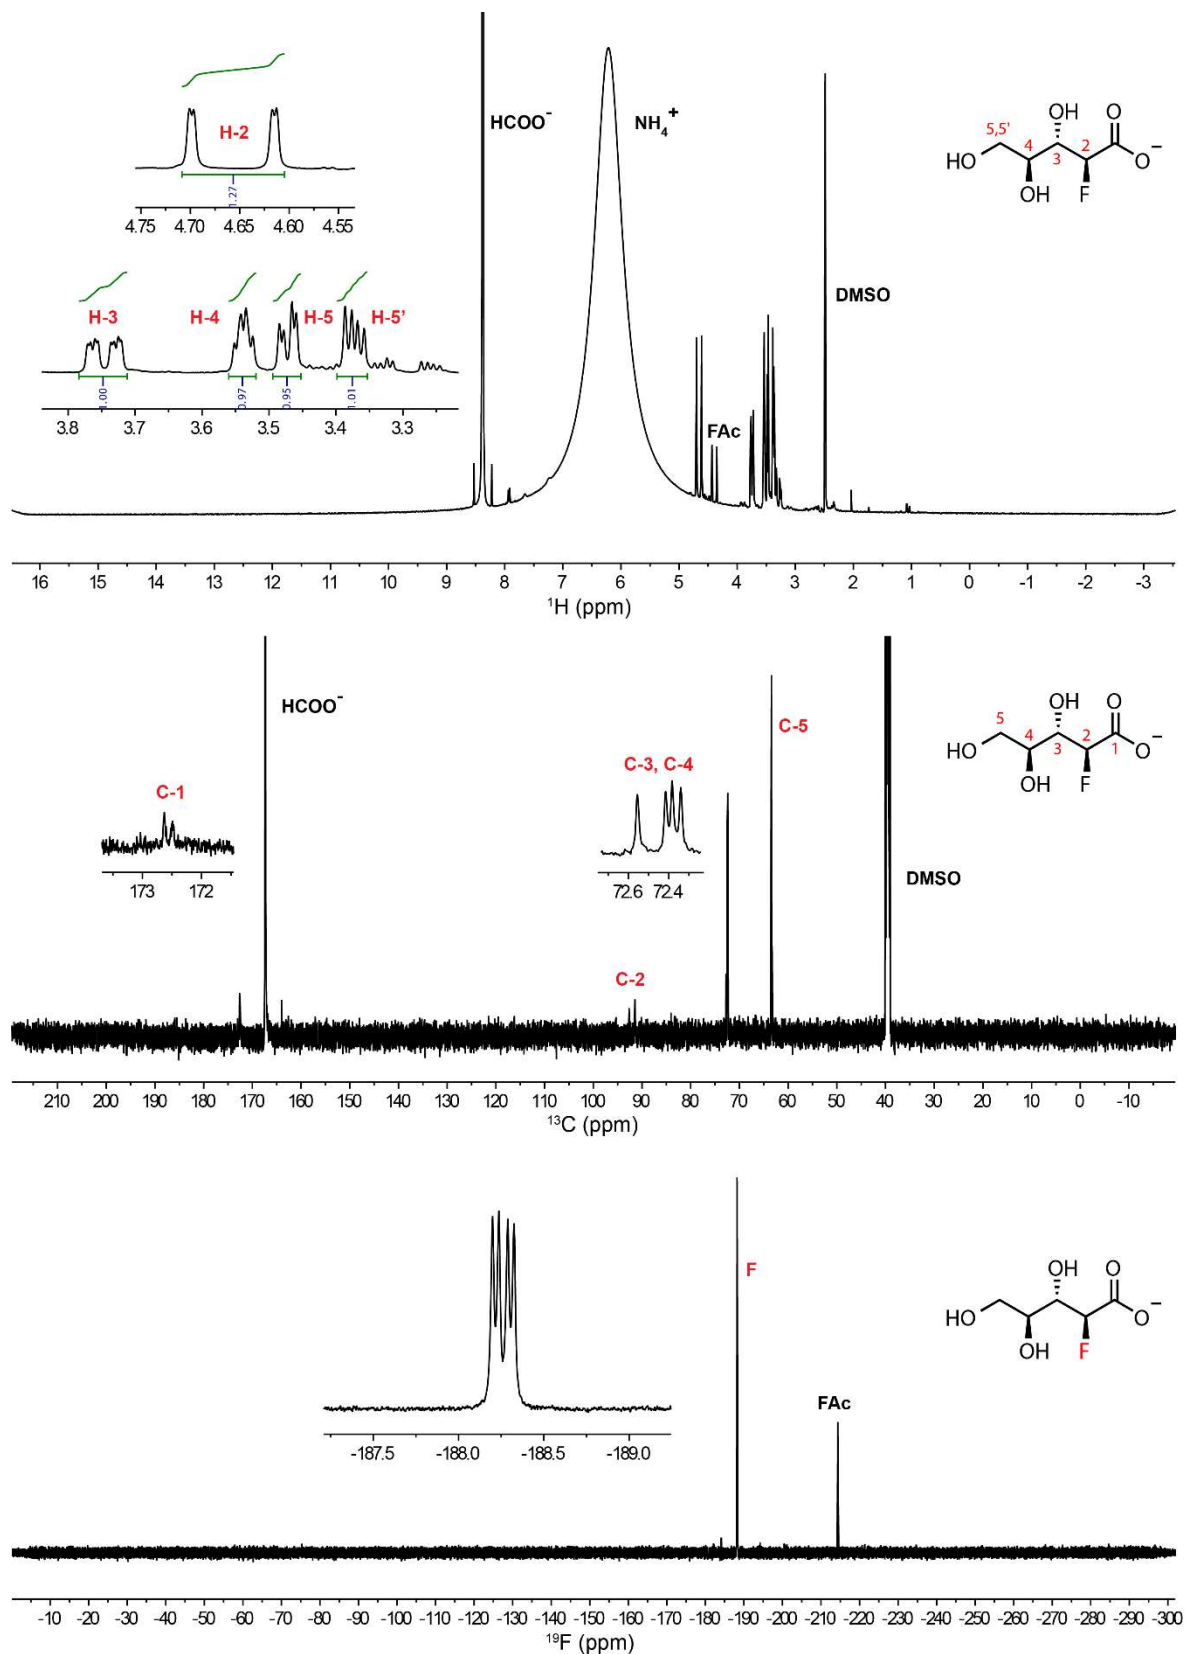 H-2
1.27
4.75 4.70 4.65 4.60 4.55
HCOO⁻
NH₄⁺
OH O
5,5'
4 2
3
HO O⁻
OH F
H-3 H-4 H-5 H-5'
1.00 0.97 0.95 1.01
3.8 3.7 3.6 3.5 3.4 3.3
DMSO
FAc
16 15 14 13 12 11 10 9 8 7 6 5 4 3 2 1 0 -1 -2 -3
¹H (ppm)
HCOO⁻
C-1
173 172
C-3, C-4
72.6 72.4
C-5
OH O
5
4 2
3 1
HO O⁻
OH F
DMSO
C-2
210 200 190 180 170 160 150 140 130 120 110 100 90 80 70 60 50 40 30 20 10 0 -10
¹³C (ppm)
F
OH O
HO O⁻
OH F
-187.5 -188.0 -188.5 -189.0
FAc
-10 -20 -30 -40 -50 -60 -70 -80 -90 -100 -110 -120 -130 -140 -150 -160 -170 -180 -190 -200 -210 -220 -230 -240 -250 -260 -270 -280 -290 -300
¹⁹F (ppm)